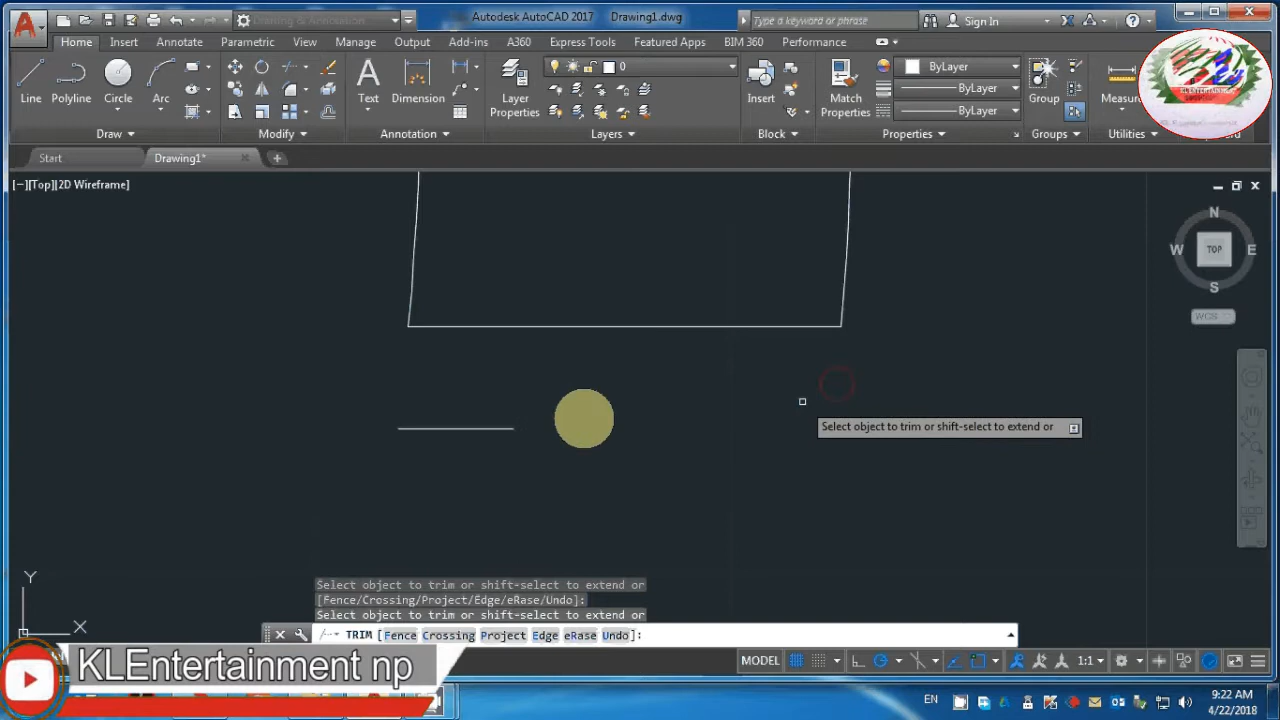 Drafting & Annotation
Autodesk AutoCAD 2017 Drawing1.dwg
Type a keyword or phrase
Sign In
Home Insert Annotate Parametric View Manage Output Add-ins A360 Express Tools Featured Apps BIM 360 Performance
Line Polyline Circle Arc
Text Dimension
Layer Properties
0
Insert
Match Properties
ByLayer
ByLayer
ByLayer
Group
Measure
Draw Modify Annotation Layers Block Properties Groups Utilities
KL ENTERTAINMENT
Start Drawing1*
[−][Top][2D Wireframe]
N
W TOP E
S
WCS
Select object to trim or shift-select to extend or
Y
X
Select object to trim or shift-select to extend or
[Fence/Crossing/Project/Edge/eRase/Undo]:
Select object to trim or shift-select to extend or
TRIM [Fence Crossing Project Edge eRase Undo]:
MODEL 1:1
KLEntertainment np
EN
9:22 AM
4/22/2018